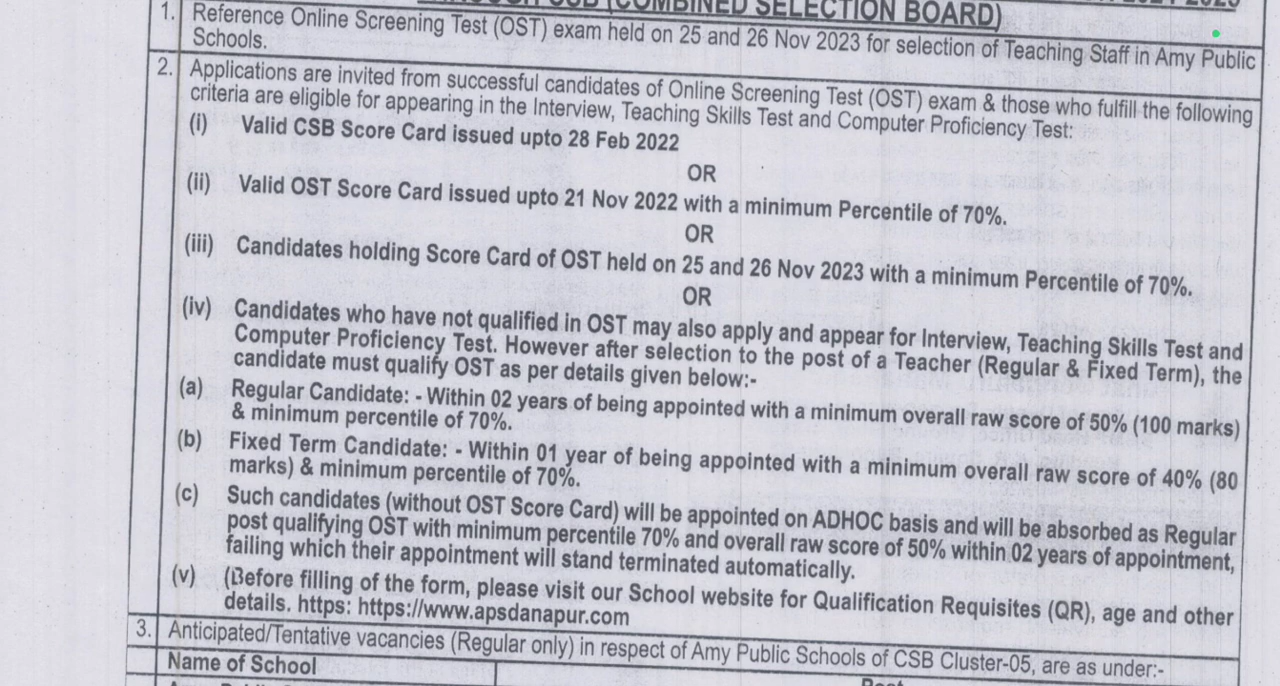 THROUGH CSB (COMBINED SELECTION BOARD)
1. Reference Online Screening Test (OST) exam held on 25 and 26 Nov 2023 for selection of Teaching Staff in Amy Public
Schools.
2. Applications are invited from successful candidates of Online Screening Test (OST) exam & those who fulfill the following
criteria are eligible for appearing in the Interview, Teaching Skills Test and Computer Proficiency Test:
(i) Valid CSB Score Card issued upto 28 Feb 2022
OR
(ii) Valid OST Score Card issued upto 21 Nov 2022 with a minimum Percentile of 70%.
OR
(iii) Candidates holding Score Card of OST held on 25 and 26 Nov 2023 with a minimum Percentile of 70%.
OR
(iv) Candidates who have not qualified in OST may also apply and appear for Interview, Teaching Skills Test and
Computer Proficiency Test. However after selection to the post of a Teacher (Regular & Fixed Term), the
candidate must qualify OST as per details given below:-
(a) Regular Candidate: - Within 02 years of being appointed with a minimum overall raw score of 50% (100 marks)
& minimum percentile of 70%.
(b) Fixed Term Candidate: - Within 01 year of being appointed with a minimum overall raw score of 40% (80
marks) & minimum percentile of 70%.
(c) Such candidates (without OST Score Card) will be appointed on ADHOC basis and will be absorbed as Regular
post qualifying OST with minimum percentile 70% and overall raw score of 50% within 02 years of appointment,
failing which their appointment will stand terminated automatically.
(v) (Before filling of the form, please visit our School website for Qualification Requisites (QR), age and other
details. https: https://www.apsdanapur.com
3. Anticipated/Tentative vacancies (Regular only) in respect of Amy Public Schools of CSB Cluster-05, are as under:-
Name of School
Post